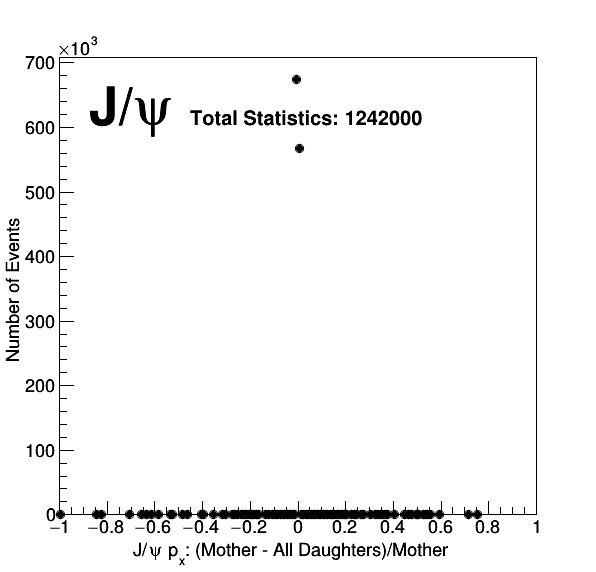 ×10³
700
600
500
400
300
200
100
0
Number of Events
J/ψ Total Statistics: 1242000
−1 −0.8 −0.6 −0.4 −0.2 0 0.2 0.4 0.6 0.8 1
J/ψ pₓ: (Mother - All Daughters)/Mother